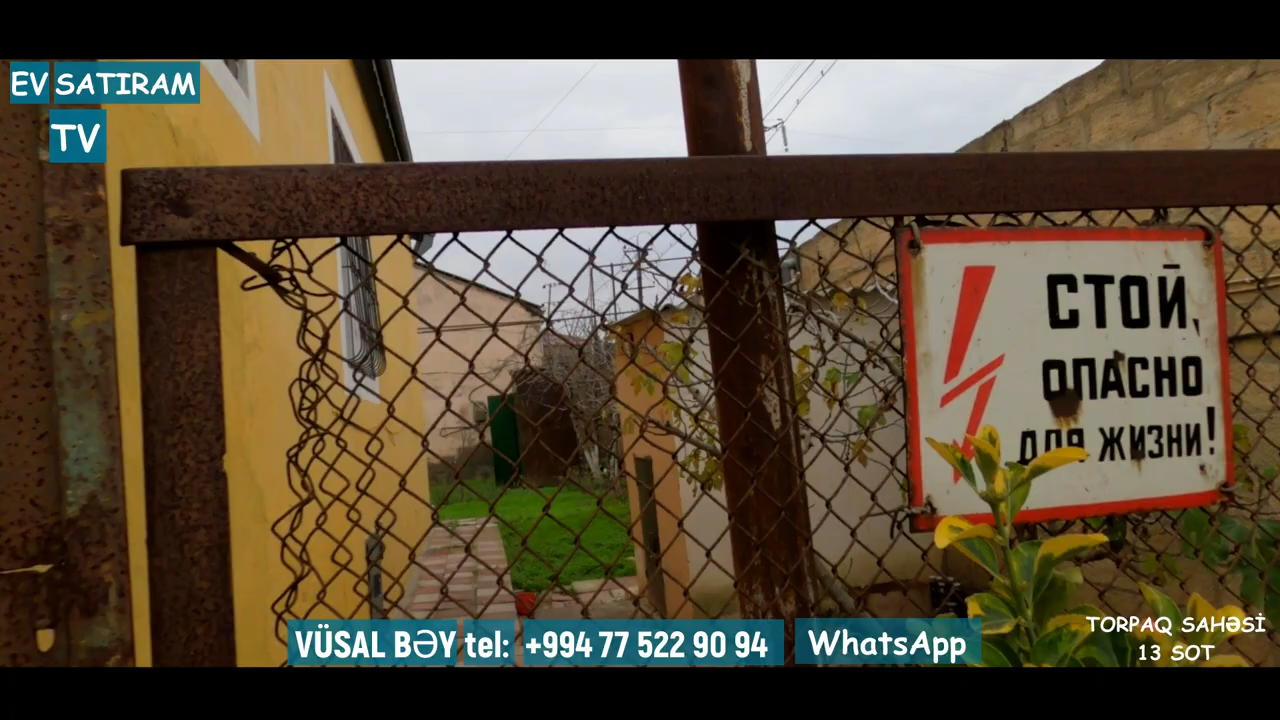 EV SATIRAM
TV
СТОЙ,
ОПАСНО
ДЛЯ ЖИЗНИ!
VÜSAL BƏY tel: +994 77 522 90 94 WhatsApp
TORPAQ SAHƏSİ
13 SOT